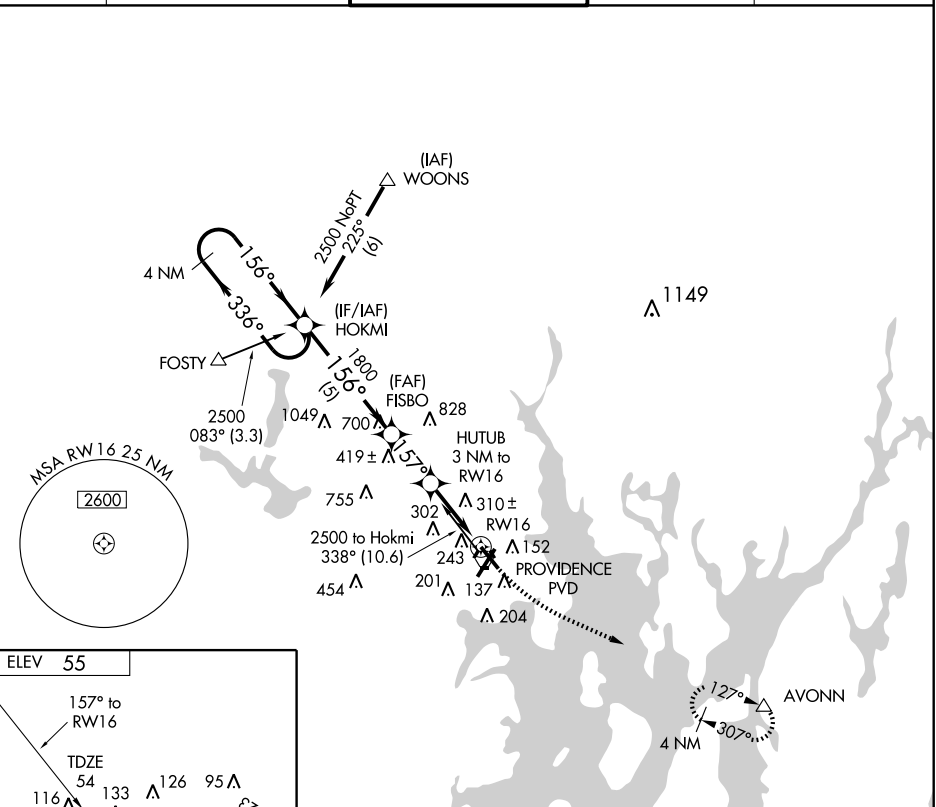 (IAF)
WOONS
2500 NoPT
225°
(6)
4 NM
156°
336°
(IF/IAF)
HOKMI
1149
FOSTY
1800
156°
(5)
(FAF)
FISBO
2500
083° (3.3)
1049
700
828
419 ±
157°
HUTUB
3 NM to
RW16
MSA RW16 25 NM
2600
755
302
310 ±
RW16
2500 to Hokmi
338° (10.6)
243
152
PROVIDENCE
PVD
454
201
137
204
ELEV 55
157° to
RW16
127°
AVONN
307°
4 NM
TDZE
54
116
133
126
95